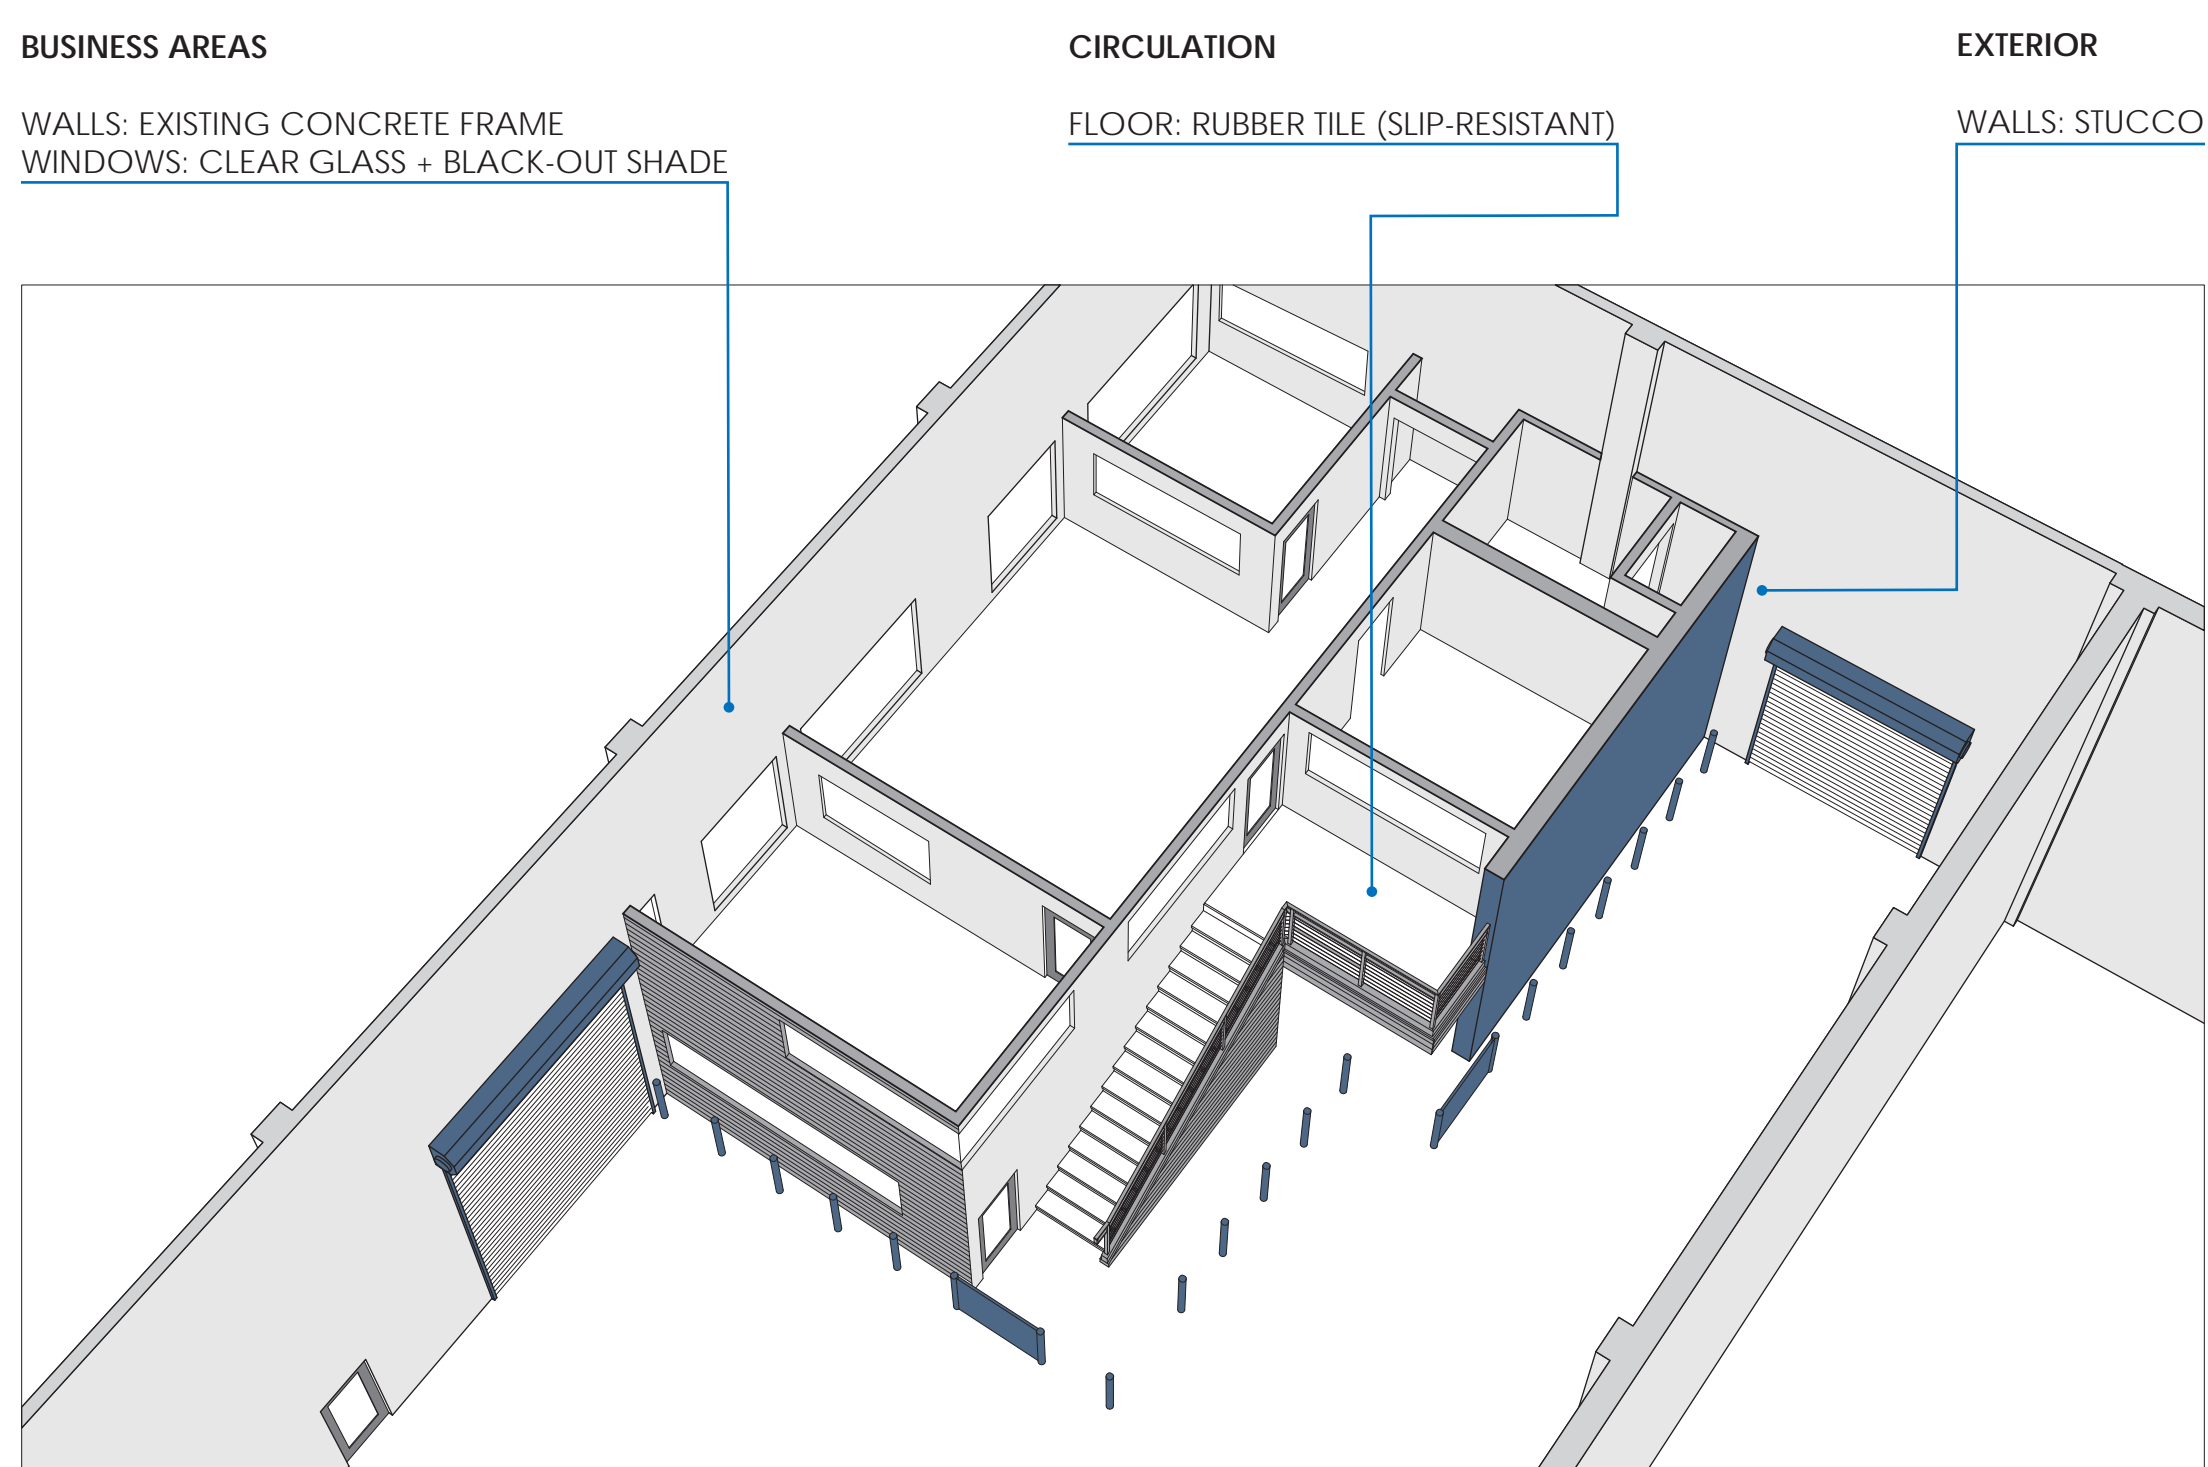 BUSINESS AREAS
WALLS: EXISTING CONCRETE FRAME
WINDOWS: CLEAR GLASS + BLACK-OUT SHADE
CIRCULATION
FLOOR: RUBBER TILE (SLIP-RESISTANT)
EXTERIOR
WALLS: STUCCO